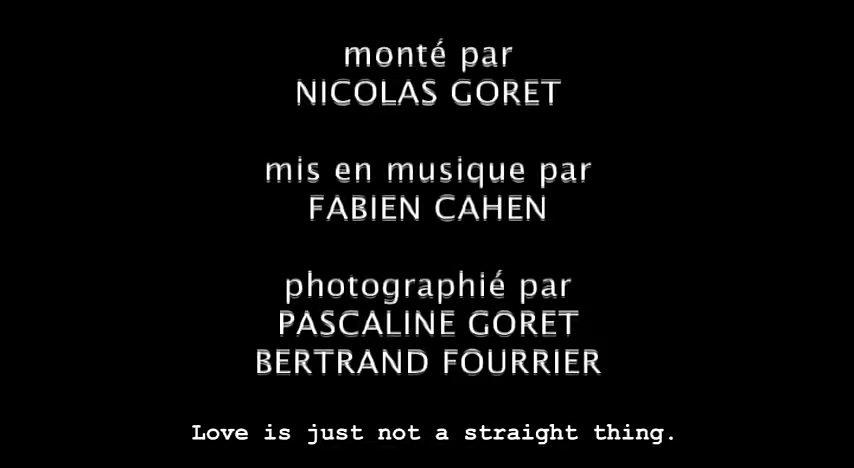 monté par
NICOLAS GORET
mis en musique par
FABIEN CAHEN
photographié par
PASCALINE GORET
BERTRAND FOURRIER
Love is just not a straight thing.